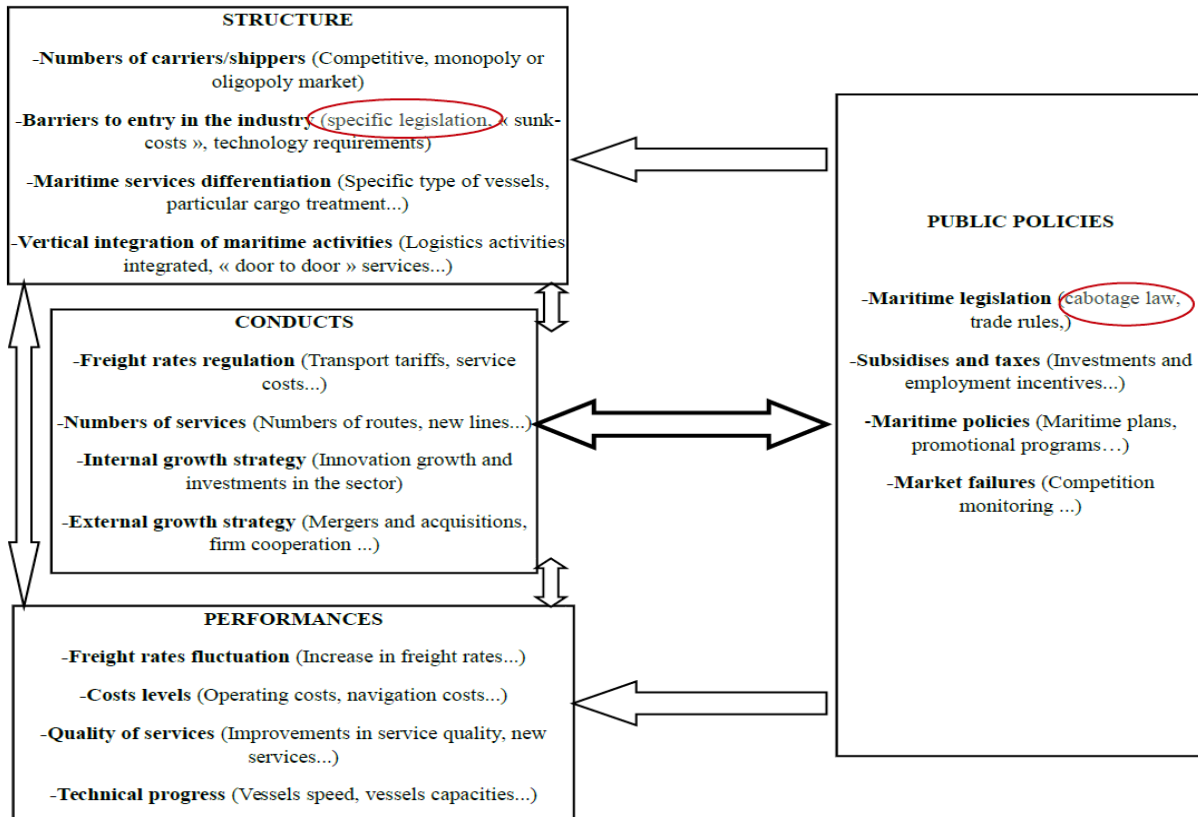 STRUCTURE
-Numbers of carriers/shippers (Competitive, monopoly or
oligopoly market)
-Barriers to entry in the industry (specific legislation, « sunk-
costs », technology requirements)
-Maritime services differentiation (Specific type of vessels,
particular cargo treatment...)
-Vertical integration of maritime activities (Logistics activities
integrated, « door to door » services...)
CONDUCTS
-Freight rates regulation (Transport tariffs, service
costs...)
-Numbers of services (Numbers of routes, new lines...)
-Internal growth strategy (Innovation growth and
investments in the sector)
-External growth strategy (Mergers and acquisitions,
firm cooperation ...)
PERFORMANCES
-Freight rates fluctuation (Increase in freight rates...)
-Costs levels (Operating costs, navigation costs...)
-Quality of services (Improvements in service quality, new
services...)
-Technical progress (Vessels speed, vessels capacities...)
PUBLIC POLICIES
-Maritime legislation (cabotage law,
trade rules,)
-Subsidises and taxes (Investments and
employment incentives...)
-Maritime policies (Maritime plans,
promotional programs…)
-Market failures (Competition
monitoring ...)